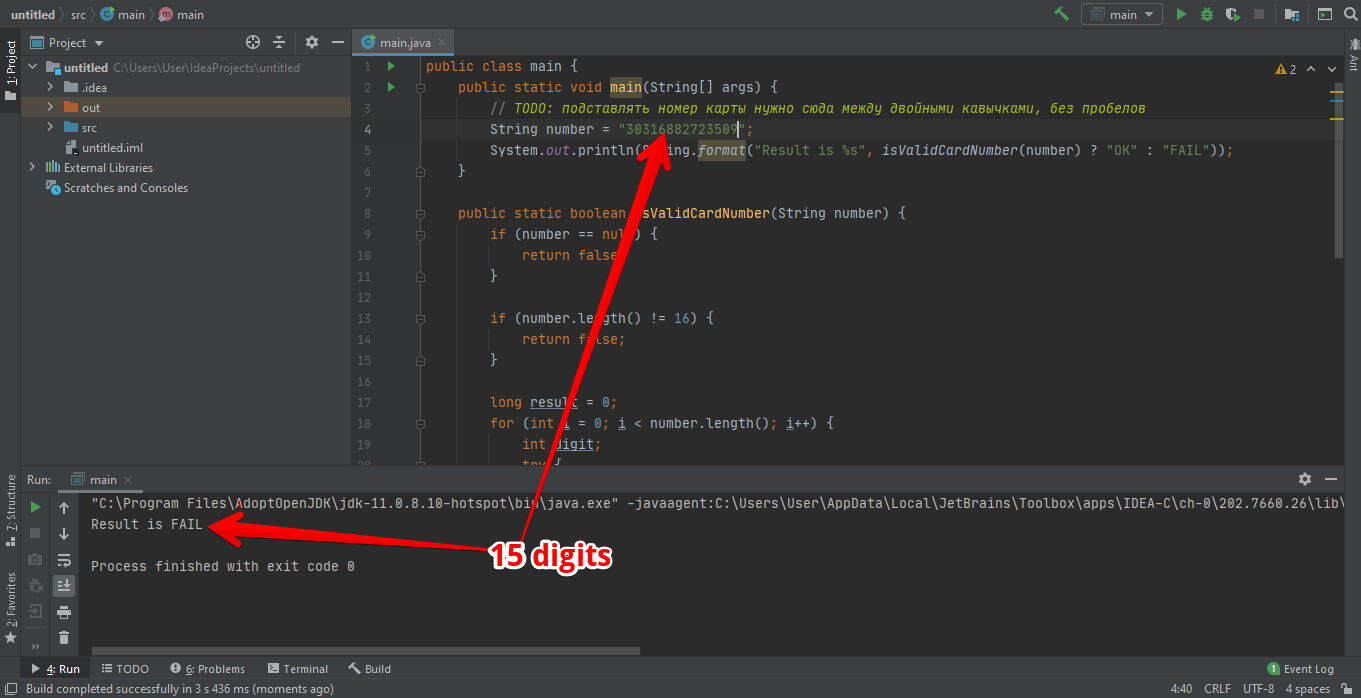 untitled src main main
main
Project
main.java
1: Project
Ant
untitled C:\Users\User\IdeaProjects\untitled
.idea
out
src
untitled.iml
External Libraries
Scratches and Consoles
2
1 public class main {
2 public static void main(String[] args) {
3 // TODO: подставлять номер карты нужно сюда между двойными кавычками, без пробелов
4 String number = "30316882723509";
5 System.out.println(String.format("Result is %s", isValidCardNumber(number) ? "OK" : "FAIL"));
6 }
7
8 public static boolean isValidCardNumber(String number) {
9 if (number == null) {
10 return false
11 }
12
13 if (number.length() != 16) {
14 return false;
15 }
16
17 long result = 0;
18 for (int i = 0; i < number.length(); i++) {
19 int digit;
20 try {
Run: main
7: Structure
2: Favorites
"C:\Program Files\AdoptOpenJDK\jdk-11.0.8.10-hotspot\bin\java.exe" -javaagent:C:\Users\User\AppData\Local\JetBrains\Toolbox\apps\IDEA-C\ch-0\202.7660.26\lib\
Result is FAIL
15 digits
Process finished with exit code 0
4: Run TODO 6: Problems Terminal Build 1 Event Log
Build completed successfully in 3 s 436 ms (moments ago) 4:40 CRLF UTF-8 4 spaces